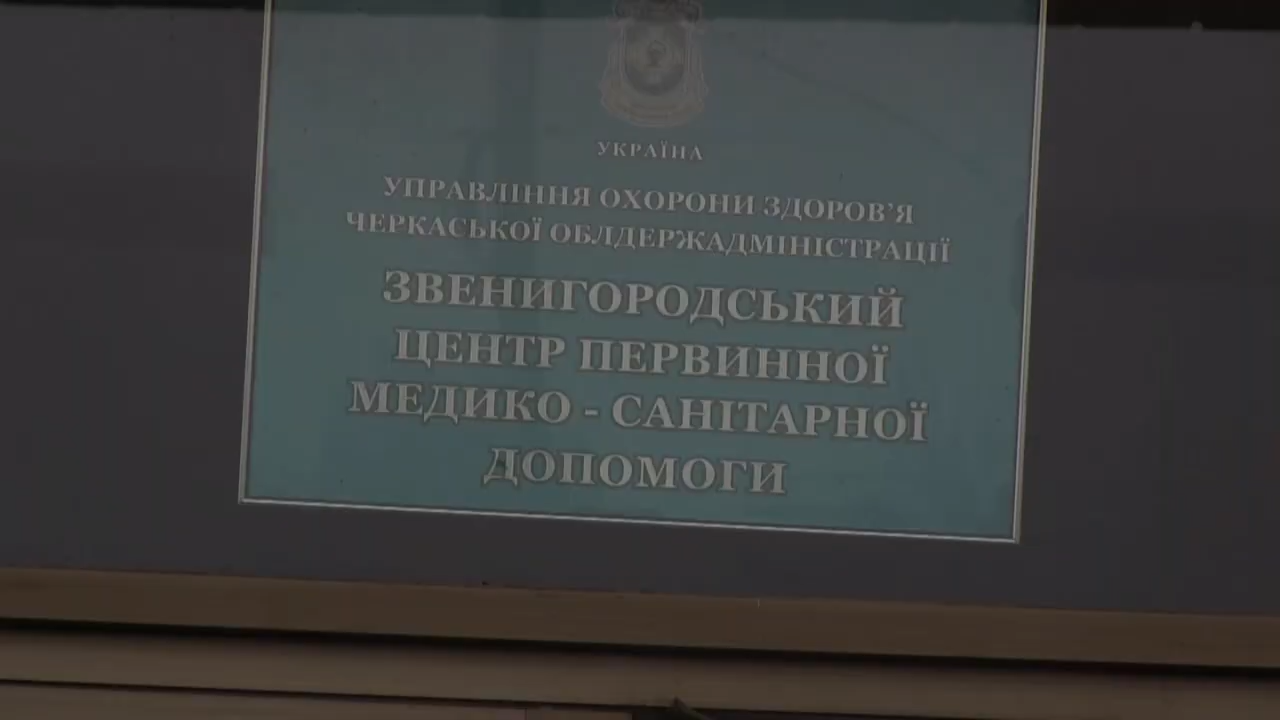 УКРАЇНА
УПРАВЛІННЯ ОХОРОНИ ЗДОРОВ'Я
ЧЕРКАСЬКОЇ ОБЛДЕРЖАДМІНІСТРАЦІЇ
ЗВЕНИГОРОДСЬКИЙ
ЦЕНТР ПЕРВИННОЇ
МЕДИКО - САНІТАРНОЇ
ДОПОМОГИ